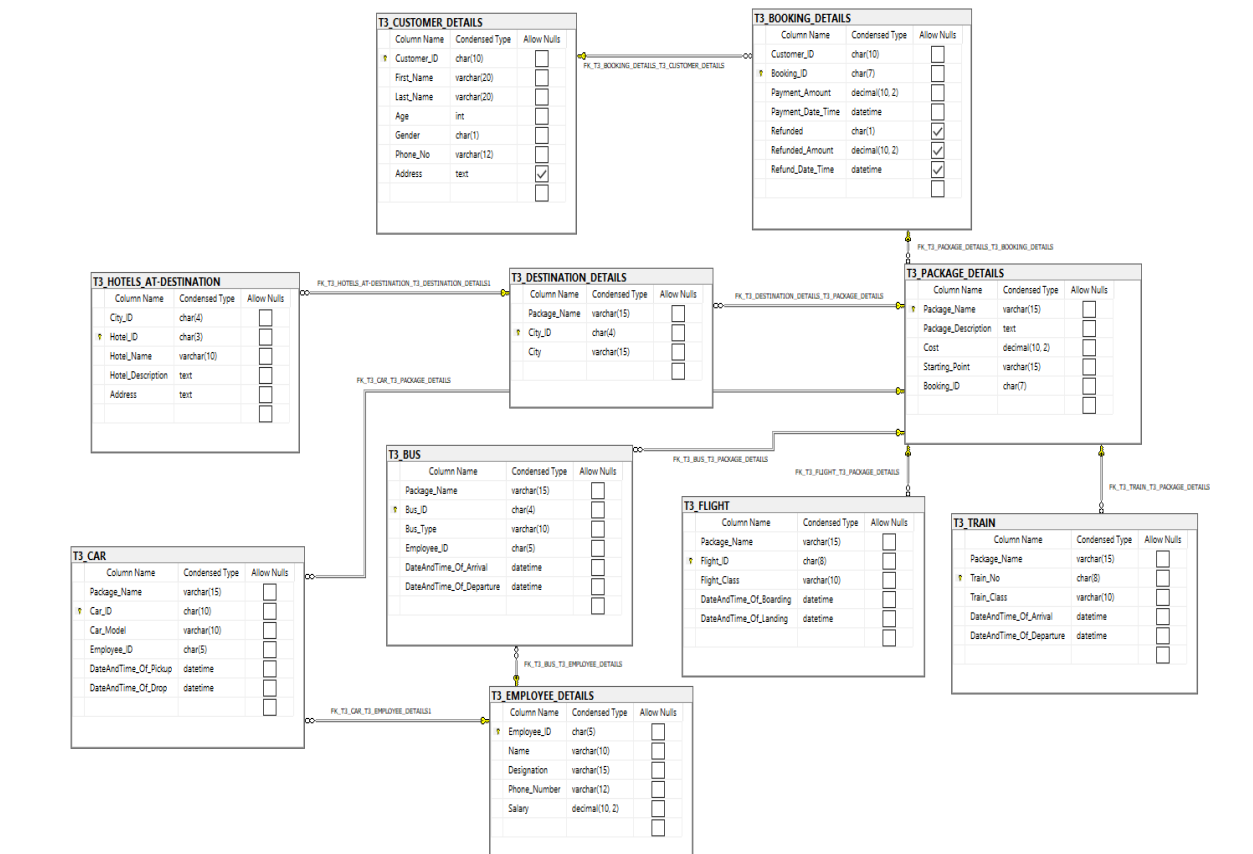 T3_CUSTOMER_DETAILS
Column Name Condensed Type Allow Nulls
Customer_ID char(10)
First_Name varchar(20)
Last_Name varchar(20)
Age int
Gender char(1)
Phone_No varchar(12)
Address text
FK_T3_BOOKING_DETAILS_T3_CUSTOMER_DETAILS
T3_BOOKING_DETAILS
Column Name Condensed Type Allow Nulls
Customer_ID char(10)
Booking_ID char(7)
Payment_Amount decimal(10, 2)
Payment_Date_Time datetime
Refunded char(1)
Refunded_Amount decimal(10, 2)
Refund_Date_Time datetime
FK_T3_PACKAGE_DETAILS_T3_BOOKING_DETAILS
T3_HOTELS_AT-DESTINATION
Column Name Condensed Type Allow Nulls
City_ID char(4)
Hotel_ID char(3)
Hotel_Name varchar(10)
Hotel_Description text
Address text
FK_T3_HOTELS_AT-DESTINATION_T3_DESTINATION_DETAILS1
T3_DESTINATION_DETAILS
Column Name Condensed Type Allow Nulls
Package_Name varchar(15)
City_ID char(4)
City varchar(15)
FK_T3_DESTINATION_DETAILS_T3_PACKAGE_DETAILS
T3_PACKAGE_DETAILS
Column Name Condensed Type Allow Nulls
Package_Name varchar(15)
Package_Description text
Cost decimal(10, 2)
Starting_Point varchar(15)
Booking_ID char(7)
FK_T3_CAR_T3_PACKAGE_DETAILS
T3_BUS
Column Name Condensed Type Allow Nulls
Package_Name varchar(15)
Bus_ID char(4)
Bus_Type varchar(10)
Employee_ID char(5)
DateAndTime_Of_Arrival datetime
DateAndTime_Of_Departure datetime
FK_T3_BUS_T3_PACKAGE_DETAILS
FK_T3_FLIGHT_T3_PACKAGE_DETAILS
FK_T3_TRAIN_T3_PACKAGE_DETAILS
T3_FLIGHT
Column Name Condensed Type Allow Nulls
Package_Name varchar(15)
Flight_ID char(8)
Flight_Class varchar(10)
DateAndTime_Of_Boarding datetime
DateAndTime_Of_Landing datetime
T3_TRAIN
Column Name Condensed Type Allow Nulls
Package_Name varchar(15)
Train_No char(8)
Train_Class varchar(10)
DateAndTime_Of_Arrival datetime
DateAndTime_Of_Departure datetime
T3_CAR
Column Name Condensed Type Allow Nulls
Package_Name varchar(15)
Car_ID char(10)
Car_Model varchar(10)
Employee_ID char(5)
DateAndTime_Of_Pickup datetime
DateAndTime_Of_Drop datetime
FK_T3_BUS_T3_EMPLOYEE_DETAILS
FK_T3_CAR_T3_EMPLOYEE_DETAILS1
T3_EMPLOYEE_DETAILS
Column Name Condensed Type Allow Nulls
Employee_ID char(5)
Name varchar(10)
Designation varchar(15)
Phone_Number varchar(12)
Salary decimal(10, 2)